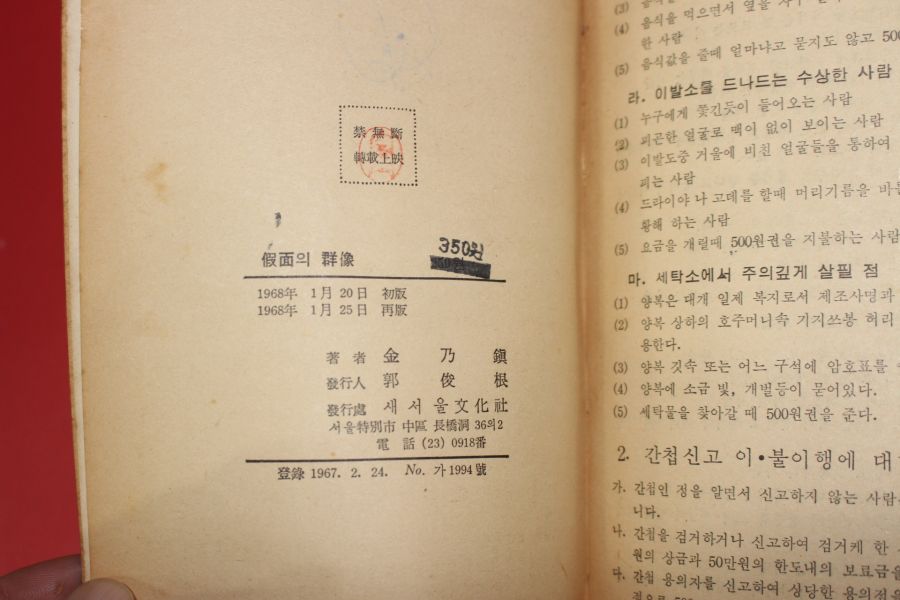 禁無斷
轉載上映
假面의 群像
350원
1968年 1月 20日 初版
1968年 1月 25日 再版
著者 金乃鎭
發行人 郭俊根
發行處 새서울文化社
서울特別市 中區 長橋洞 36의2
電話 (23) 0918番
登錄 1967. 2. 24. No. 가1994號
(3) 음식을
(4) 음식을 먹으면서 옆을
한 사람
(5) 음식값을 줄때 얼마냐고 묻지도 않고 500
라. 이발소를 드나드는 수상한 사람
(1) 누구에게 쫓긴듯이 들어오는 사람
(2) 피곤한 얼굴로 맥이 없이 보이는 사람
(3) 이발도중 거울에 비친 얼굴들을 통하여
피는 사람
(4) 드라이야나 고데를 할때 머리기름을 바를
황해 하는 사람
(5) 요금을 개릴때 500원권을 지불하는 사람
마. 세탁소에서 주의깊게 살필 점
(1) 양복은 대개 일제 복지로서 제조사명과
(2) 양복 상하의 호주머니속 기지쓰봉 허리
용한다.
(3) 양복 깃속 또는 어느 구석에 암호표를
(4) 양복에 소금 빛, 개벌등이 묻어있다.
(5) 세탁물을 찾아갈 때 500원권을 준다.
2. 간첩신고 이•불이행에 대
가. 간첩인 정을 알면서 신고하지 않는 사람
니다.
나. 간첩을 검거하거나 신고하여 검거케 한
원의 상금과 50만원의 한도내의 보료금을
다. 간첩 용의자를 신고하여 상당한 용의점을